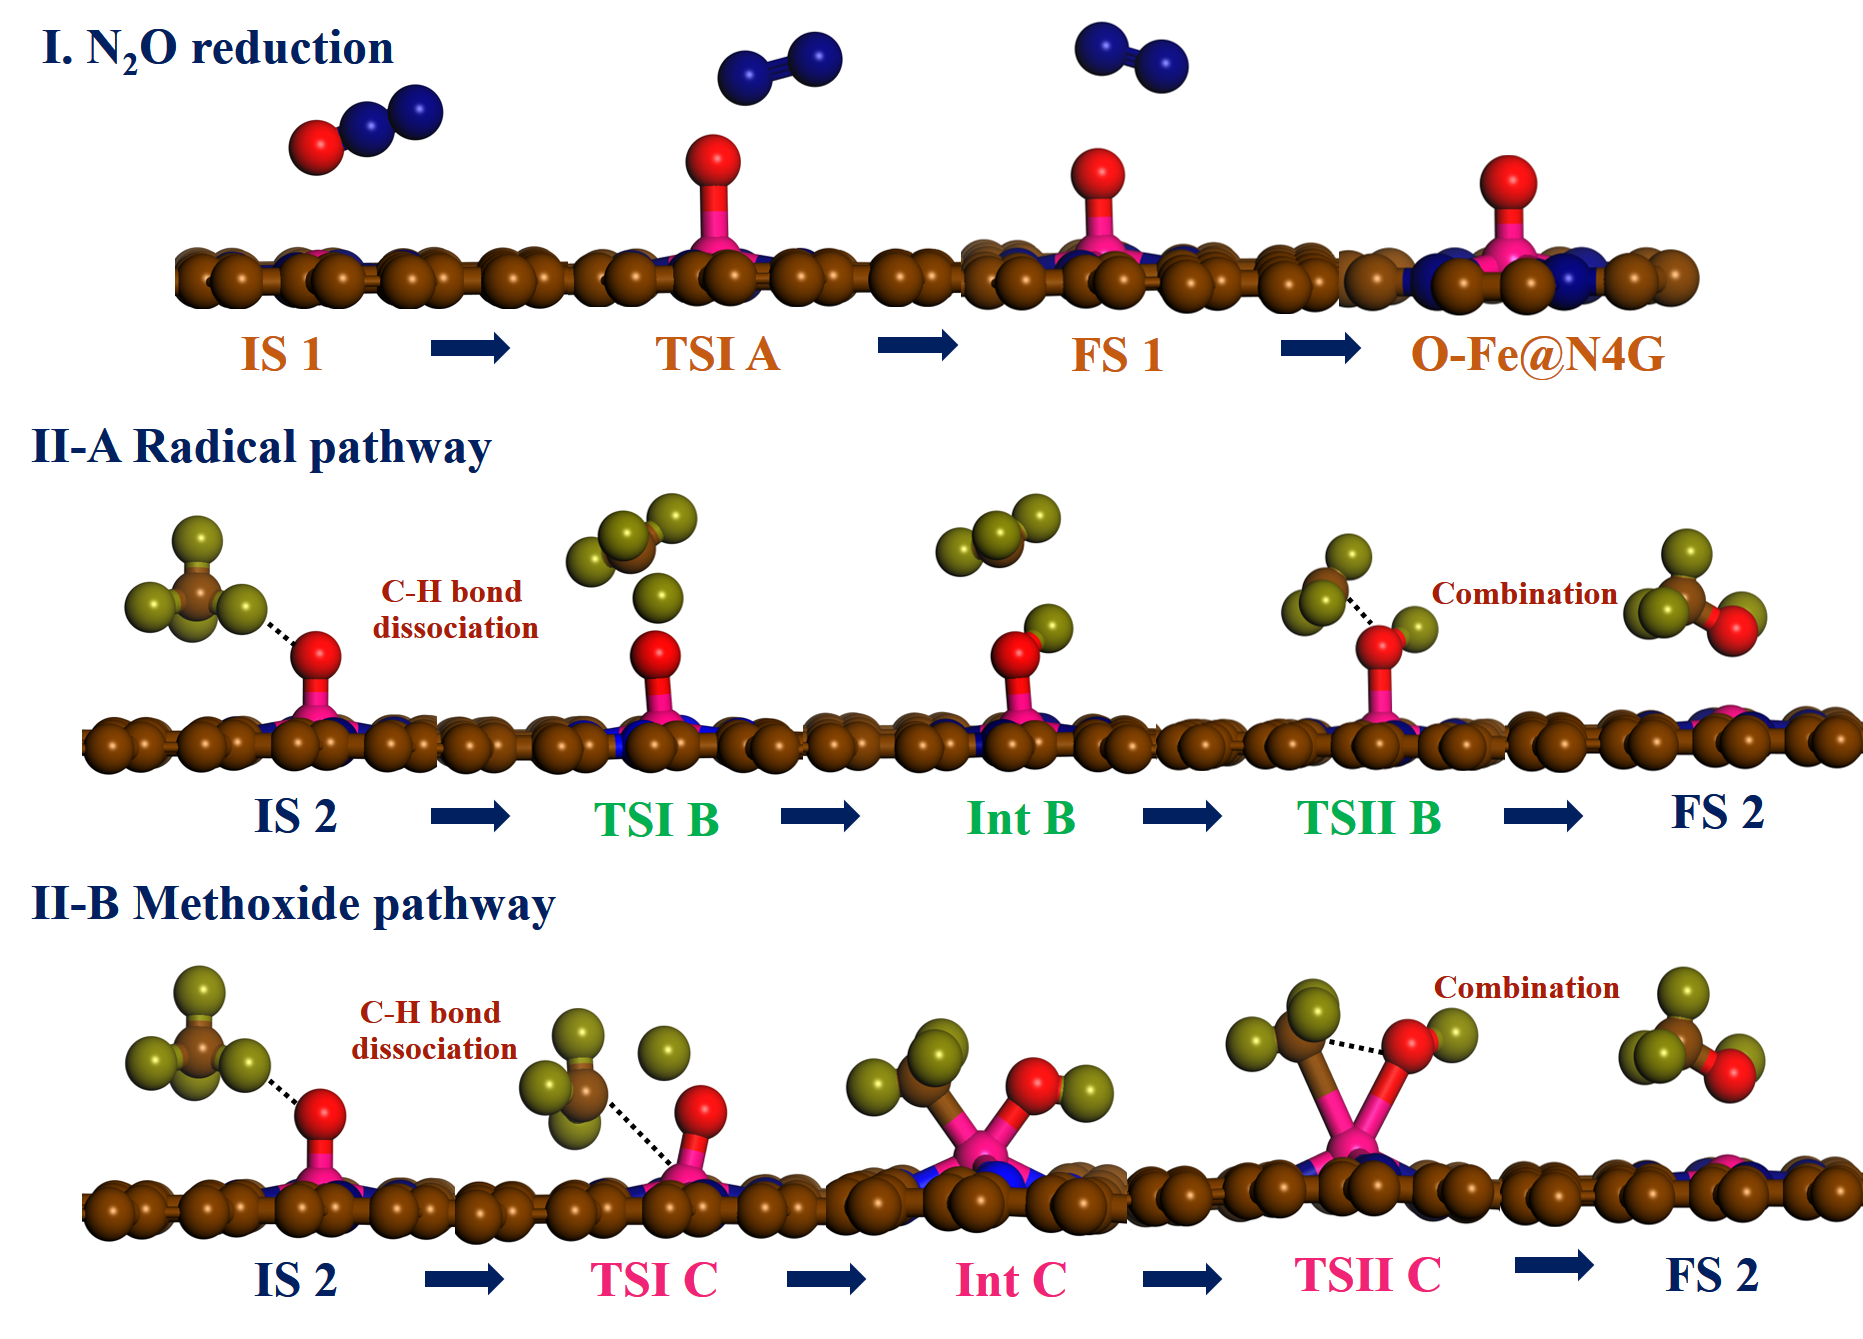 I. N₂O reduction
IS 1
TSI A
FS 1
O-Fe@N4G
II-A Radical pathway
C-H bond
dissociation
Combination
IS 2
TSI B
Int B
TSII B
FS 2
II-B Methoxide pathway
C-H bond
dissociation
Combination
IS 2
TSI C
Int C
TSII C
FS 2